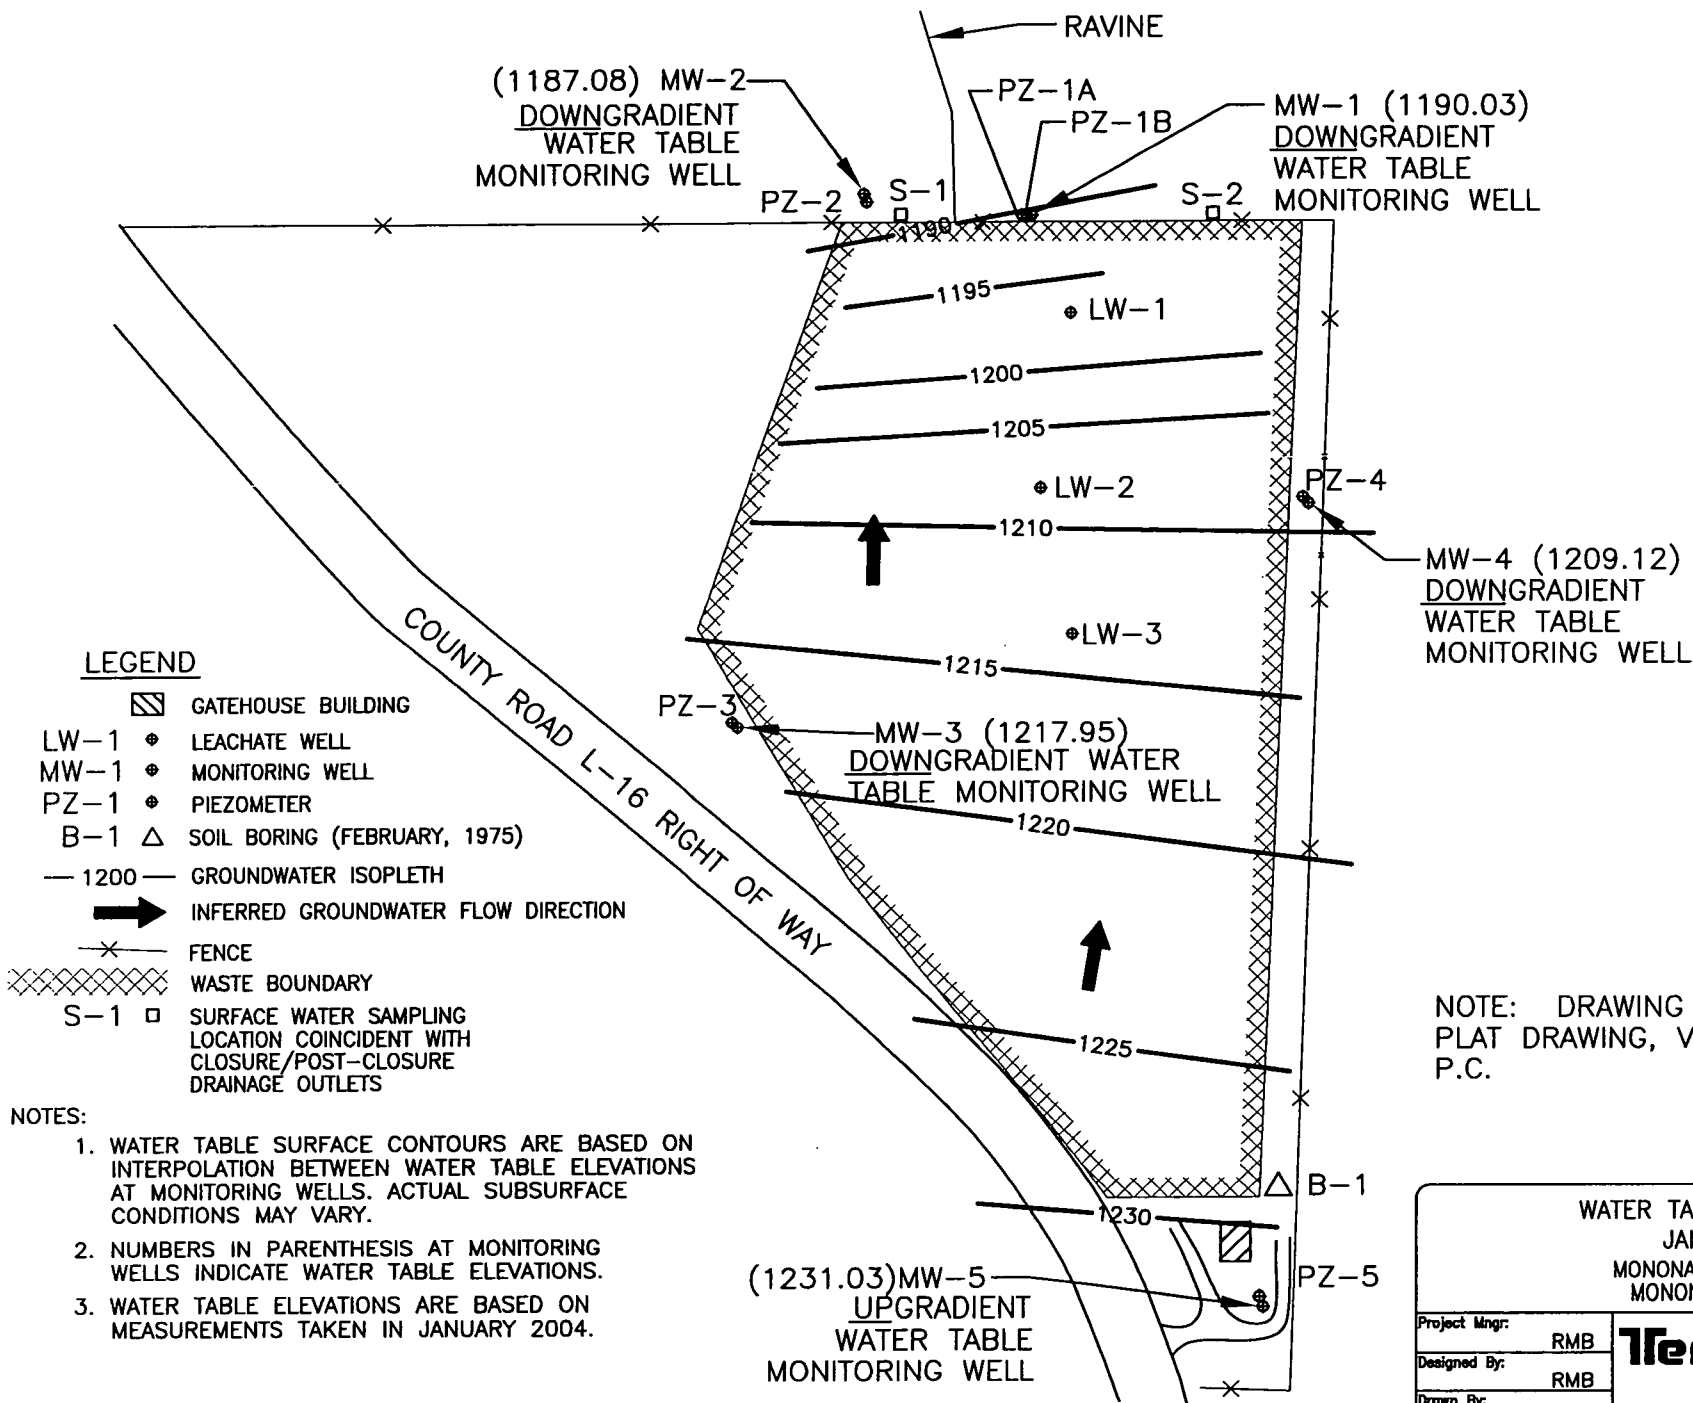 RAVINE
(1187.08) MW-2
DOWNGRADIENT
WATER TABLE
MONITORING WELL
PZ-1A
PZ-1B
MW-1 (1190.03)
DOWNGRADIENT
WATER TABLE
MONITORING WELL
PZ-2
S-1
S-2
1190
1195
LW-1
1200
1205
LW-2
PZ-4
1210
MW-4 (1209.12)
DOWNGRADIENT
WATER TABLE
MONITORING WELL
LW-3
1215
PZ-3
MW-3 (1217.95)
DOWNGRADIENT WATER
TABLE MONITORING WELL
1220
COUNTY ROAD L-16 RIGHT OF WAY
1225
B-1
1230
(1231.03)MW-5
UPGRADIENT
WATER TABLE
MONITORING WELL
PZ-5
LEGEND
GATEHOUSE BUILDING
LW-1 LEACHATE WELL
MW-1 MONITORING WELL
PZ-1 PIEZOMETER
B-1 SOIL BORING (FEBRUARY, 1975)
1200 GROUNDWATER ISOPLETH
INFERRED GROUNDWATER FLOW DIRECTION
FENCE
WASTE BOUNDARY
S-1 SURFACE WATER SAMPLING
LOCATION COINCIDENT WITH
CLOSURE/POST-CLOSURE
DRAINAGE OUTLETS
NOTES:
1. WATER TABLE SURFACE CONTOURS ARE BASED ON
INTERPOLATION BETWEEN WATER TABLE ELEVATIONS
AT MONITORING WELLS. ACTUAL SUBSURFACE
CONDITIONS MAY VARY.
2. NUMBERS IN PARENTHESIS AT MONITORING
WELLS INDICATE WATER TABLE ELEVATIONS.
3. WATER TABLE ELEVATIONS ARE BASED ON
MEASUREMENTS TAKEN IN JANUARY 2004.
NOTE: DRAWING
PLAT DRAWING, V
P.C.
WATER TA
JAN
MONONA
MONON
Project Mngr:
RMB
Designed By:
RMB
Drawn By: